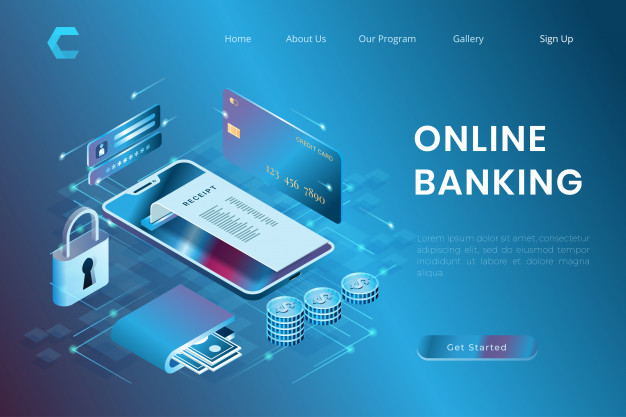 Home
About Us
Our Program
Gallery
Sign Up
CREDIT CARD
123 456 7890
RECEIPT
ONLINE
BANKING
Lorem ipsum dolor sit amet,
consectetur adipiscing elit, sed do
eiusmod tempor incididunt ut labore
et dolore magna
aliqua
Get Started